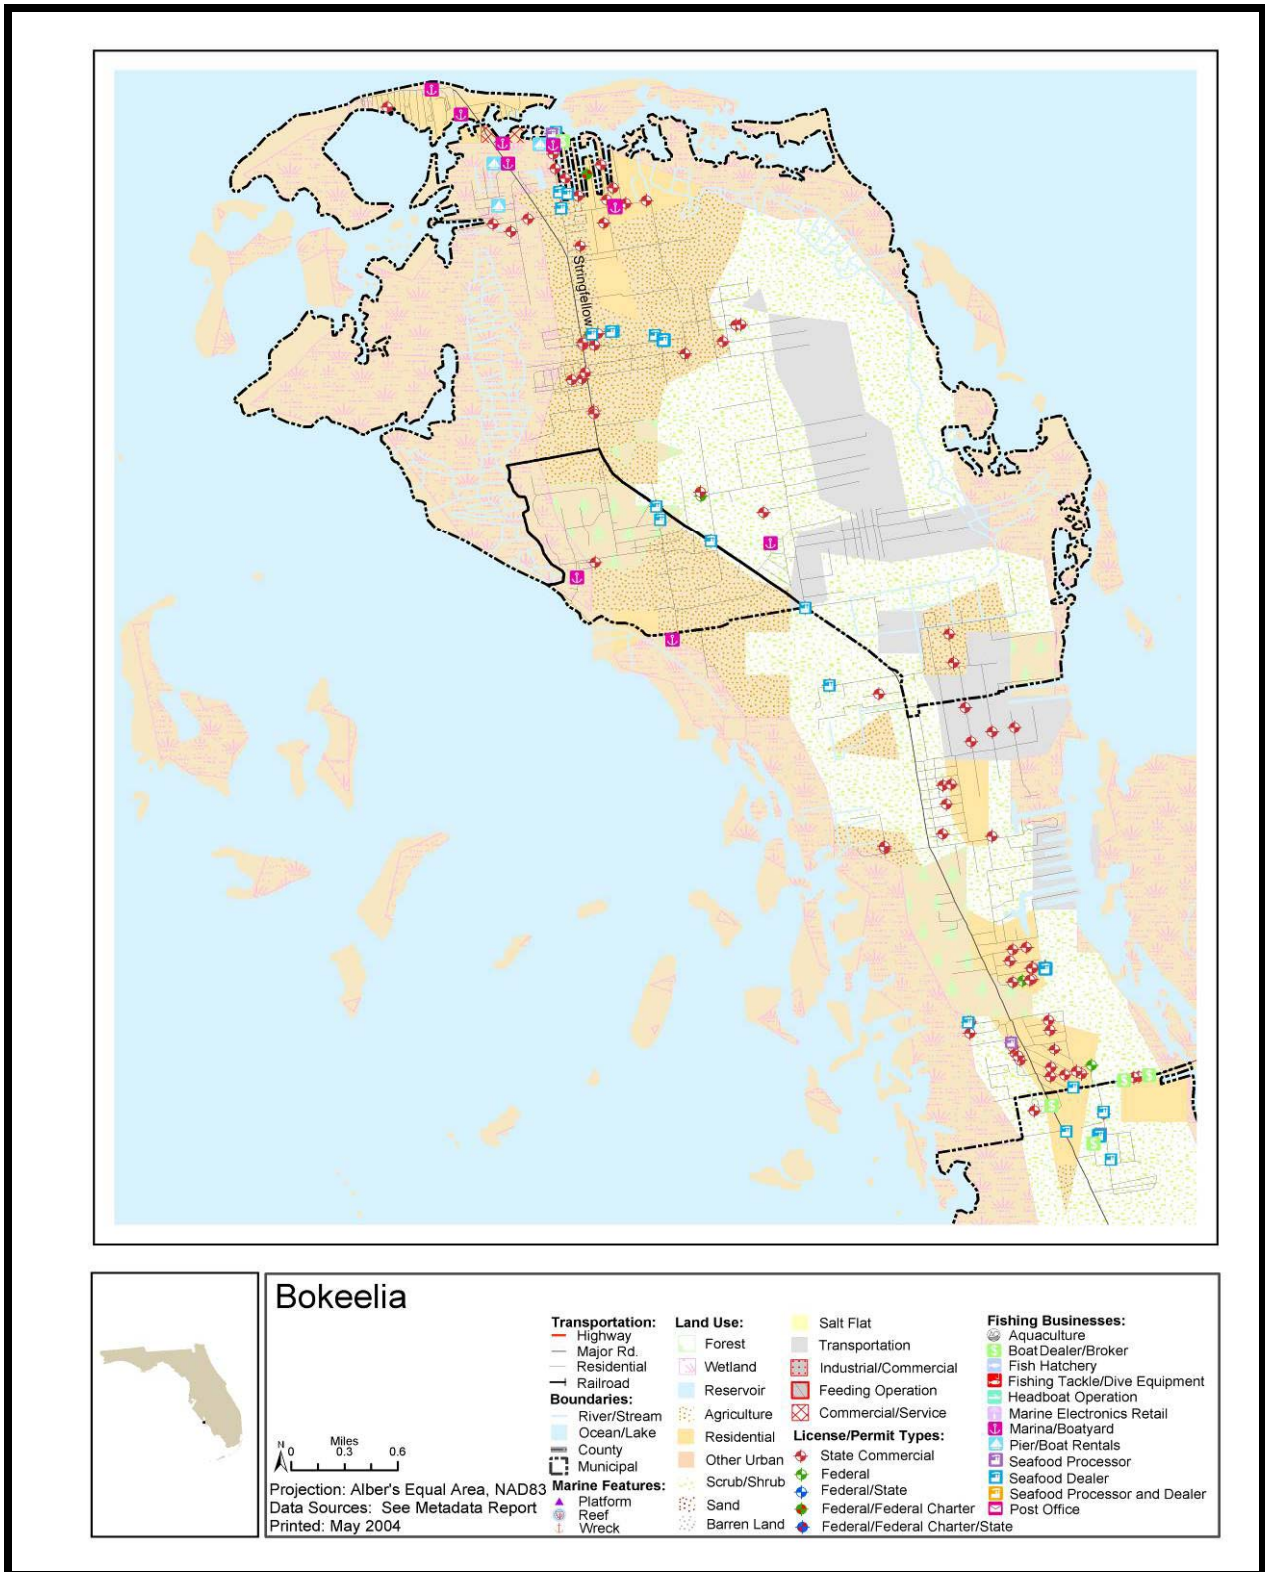 Stringfellow
Bokeelia
N
Miles
0 0.3 0.6
Projection: Alber's Equal Area, NAD83
Data Sources: See Metadata Report
Printed: May 2004
Transportation:
Highway
Major Rd.
Residential
Railroad
Boundaries:
River/Stream
Ocean/Lake
County
Municipal
Marine Features:
Platform
Reef
Wreck
Land Use:
Forest
Wetland
Reservoir
Agriculture
Residential
Other Urban
Scrub/Shrub
Sand
Barren Land
Salt Flat
Transportation
Industrial/Commercial
Feeding Operation
Commercial/Service
License/Permit Types:
State Commercial
Federal
Federal/State
Federal/Federal Charter
Federal/Federal Charter/State
Fishing Businesses:
Aquaculture
Boat Dealer/Broker
Fish Hatchery
Fishing Tackle/Dive Equipment
Headboat Operation
Marine Electronics Retail
Marina/Boatyard
Pier/Boat Rentals
Seafood Processor
Seafood Dealer
Seafood Processor and Dealer
Post Office